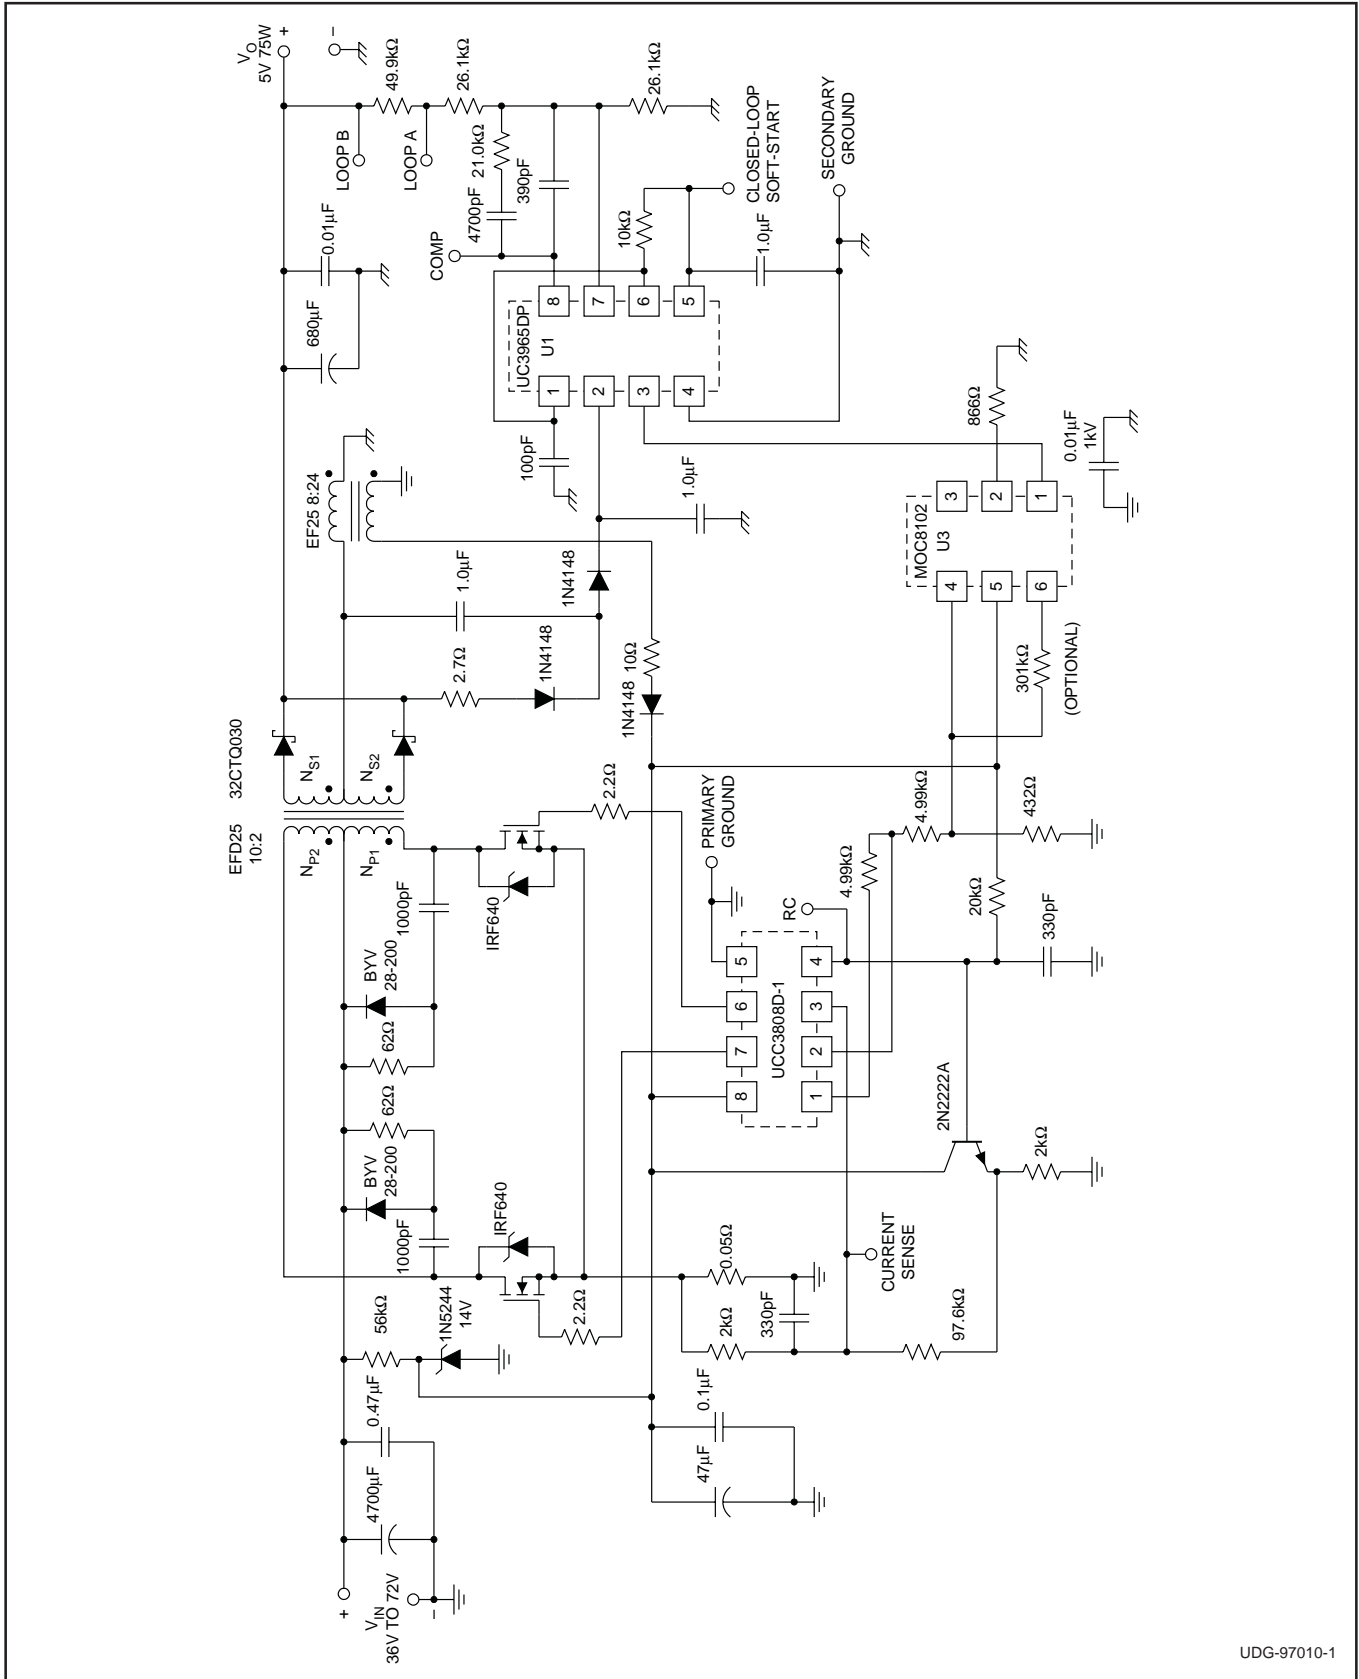 V_IN
36V TO 72V
+
–
4700µF
0.47µF
56kΩ
1N5244
14V
1000pF
BYV
28-200
62Ω
62Ω
BYV
28-200
1000pF
IRF640
IRF640
2.2Ω
2.2Ω
EFD25
10:2
N_P2
N_P1
N_S1
N_S2
32CTQ030
2.7Ω
1N4148
1.0µF
1N4148
EF25 8:24
680µF
0.01µF
V_O
5V 75W
+
–
LOOP B
49.9kΩ
LOOP A
26.1kΩ
21.0kΩ
4700pF
390pF
26.1kΩ
COMP
10kΩ
CLOSED-LOOP
SOFT-START
1.0µF
SECONDARY
GROUND
UC3965DP
U1
1
2
3
4
5
6
7
8
100pF
1.0µF
1N4148
10Ω
47µF
0.1µF
2kΩ
0.05Ω
330pF
CURRENT
SENSE
97.6kΩ
2N2222A
2kΩ
UCC3808D-1
8
7
6
5
1
2
3
4
PRIMARY
GROUND
RC
4.99kΩ
4.99kΩ
432Ω
20kΩ
330pF
301kΩ
(OPTIONAL)
MOC8102
U3
4
5
6
3
2
1
866Ω
0.01µF
1kV
UDG-97010-1